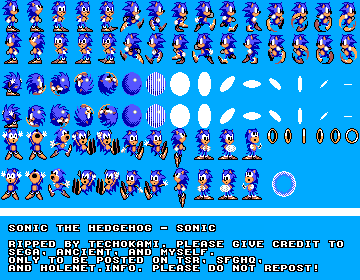 SONIC THE HEDGEHOG - SONIC
RIPPED BY TECHOKAMI. PLEASE GIVE CREDIT TO
SEGA, ANCIENT, AND MYSELF.
ONLY TO BE POSTED ON TSR, SFGHQ,
AND MOLENET.INFO. PLEASE DO NOT REPOST!